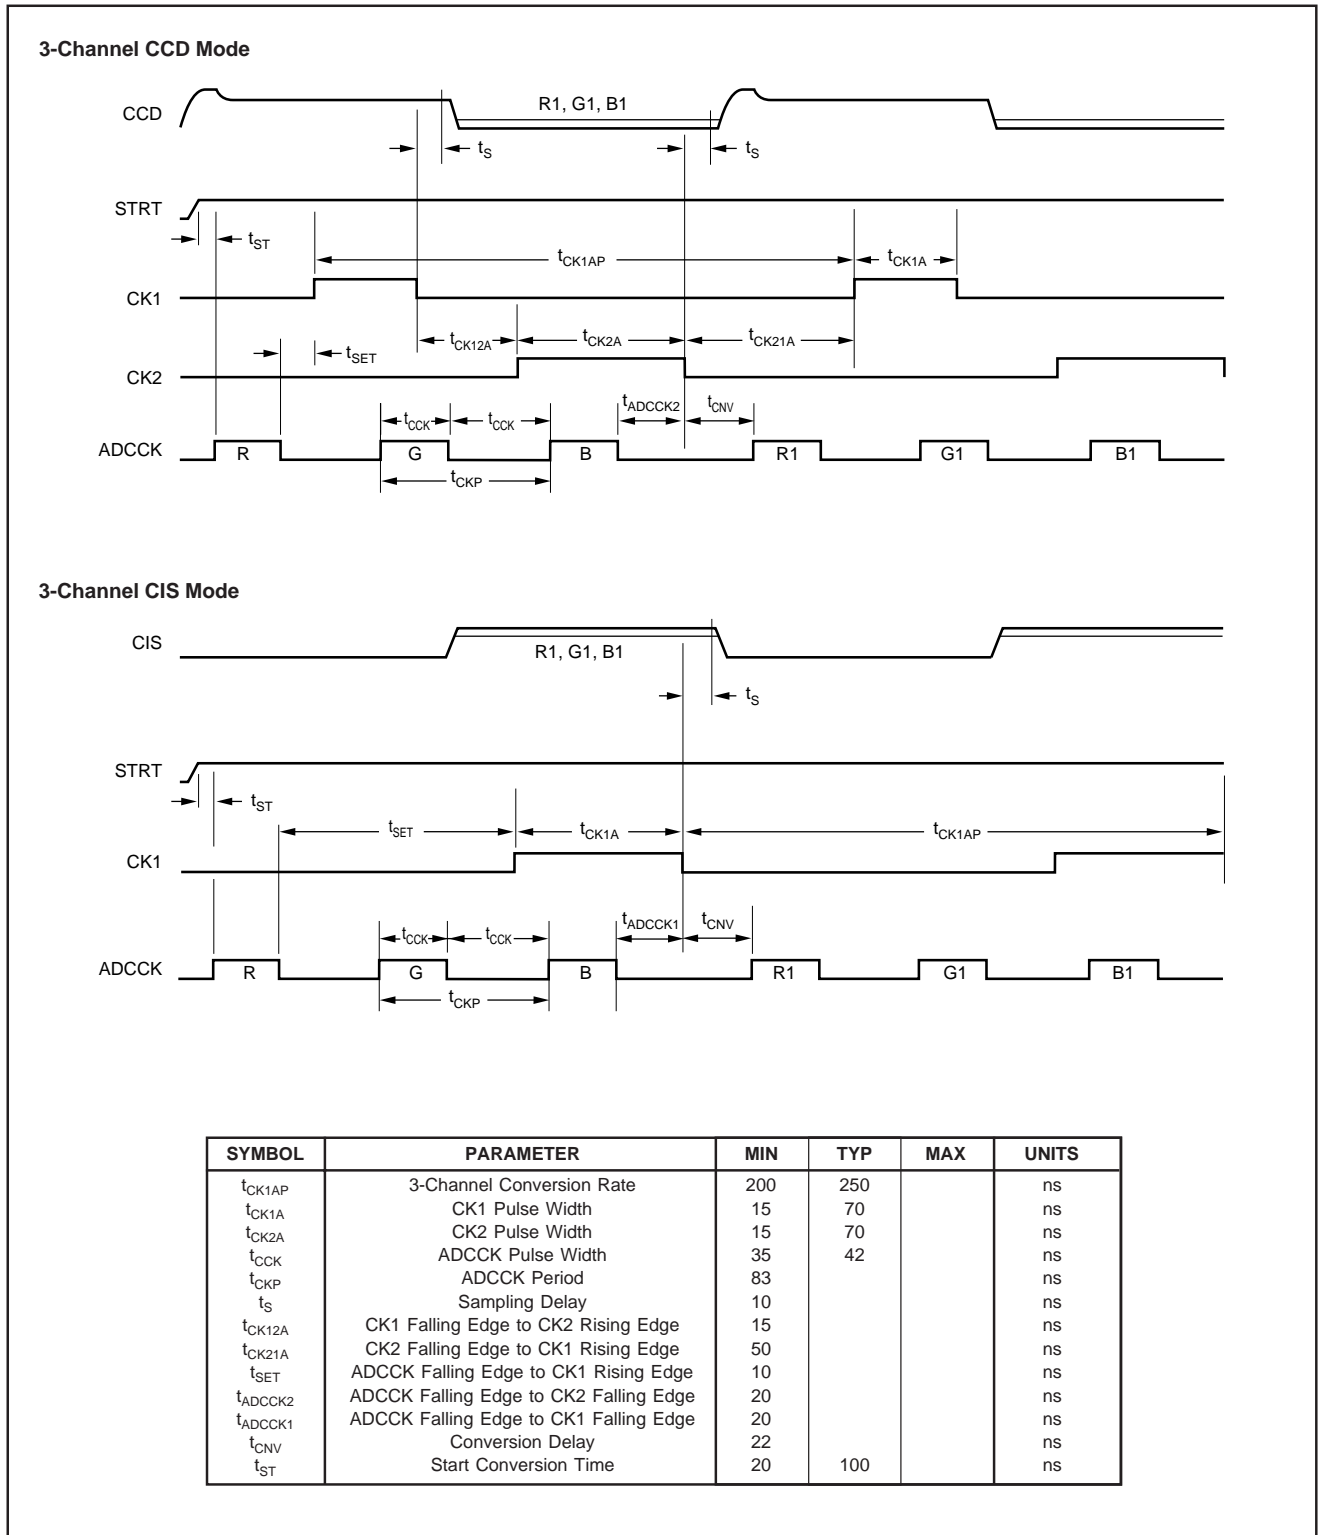 3-Channel CCD Mode
CCD
R1, G1, B1
tS
tS
STRT
tST
tCK1AP
tCK1A
CK1
tCK12A
tCK2A
tCK21A
tSET
CK2
tCCK
tCCK
tADCCK2
tCNV
ADCCK
R
G
B
R1
G1
B1
tCKP
3-Channel CIS Mode
CIS
R1, G1, B1
tS
STRT
tST
tSET
tCK1A
tCK1AP
CK1
tCCK
tCCK
tADCCK1
tCNV
ADCCK
R
G
B
R1
G1
B1
tCKP
SYMBOL PARAMETER MIN TYP MAX UNITS
tCK1AP 3-Channel Conversion Rate 200 250 ns
tCK1A CK1 Pulse Width 15 70 ns
tCK2A CK2 Pulse Width 15 70 ns
tCCK ADCCK Pulse Width 35 42 ns
tCKP ADCCK Period 83 ns
tS Sampling Delay 10 ns
tCK12A CK1 Falling Edge to CK2 Rising Edge 15 ns
tCK21A CK2 Falling Edge to CK1 Rising Edge 50 ns
tSET ADCCK Falling Edge to CK1 Rising Edge 10 ns
tADCCK2 ADCCK Falling Edge to CK2 Falling Edge 20 ns
tADCCK1 ADCCK Falling Edge to CK1 Falling Edge 20 ns
tCNV Conversion Delay 22 ns
tST Start Conversion Time 20 100 ns